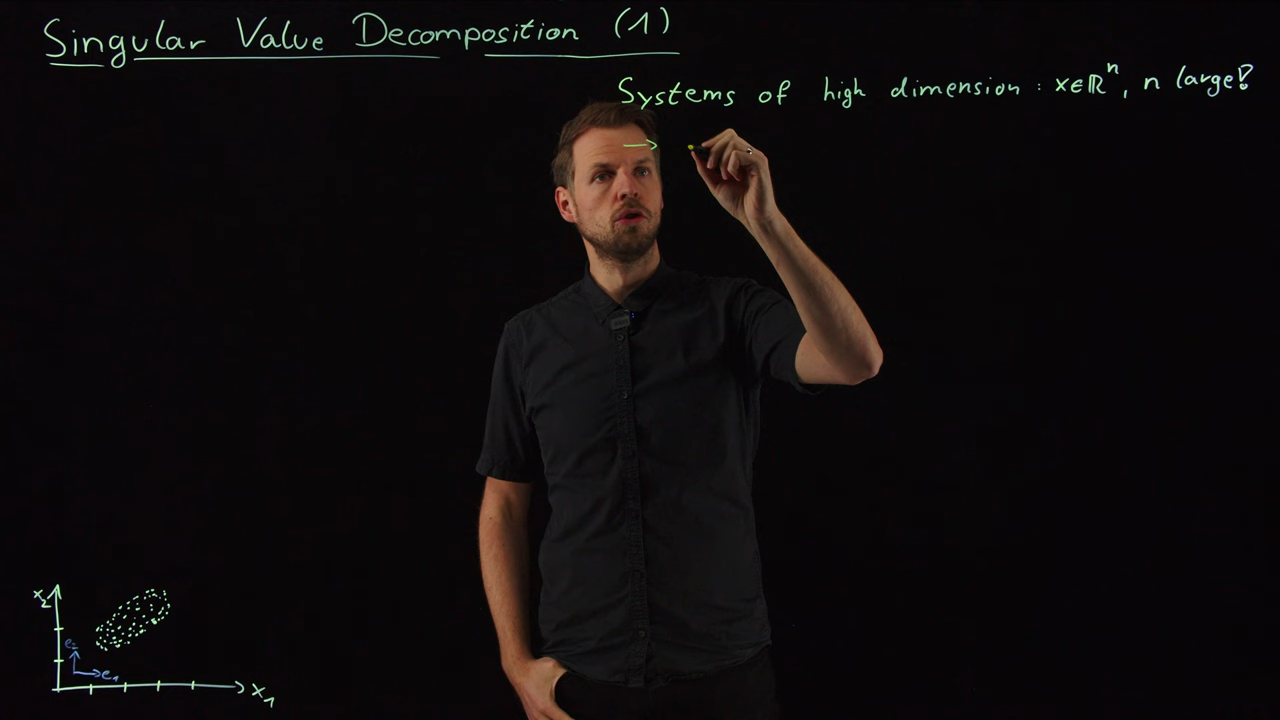 Singular Value Decomposition (1)
Systems of high dimension : x∈ℝⁿ, n large!
→
x₂
e₂
e₁
x₁